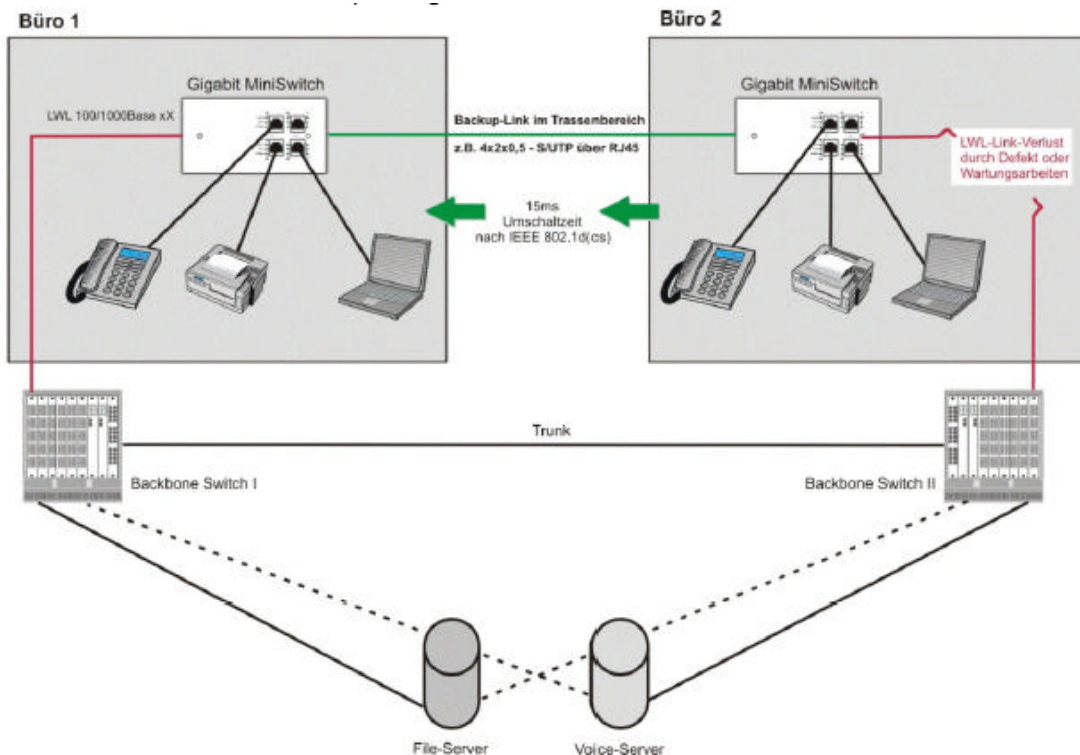 Büro 1
Büro 2
Gigabit MiniSwitch
Gigabit MiniSwitch
LWL 100/1000Base xX
Backup-Link im Trassenbereich
z.B. 4x2x0,5 - S/UTP über RJ45
LWL-Link-Verlust
durch Defekt oder
Wartungsarbeiten
15ms
Umschaltzeit
nach IEEE 802.1d(cs)
Trunk
Backbone Switch I
Backbone Switch II
File-Server
Voice-Server